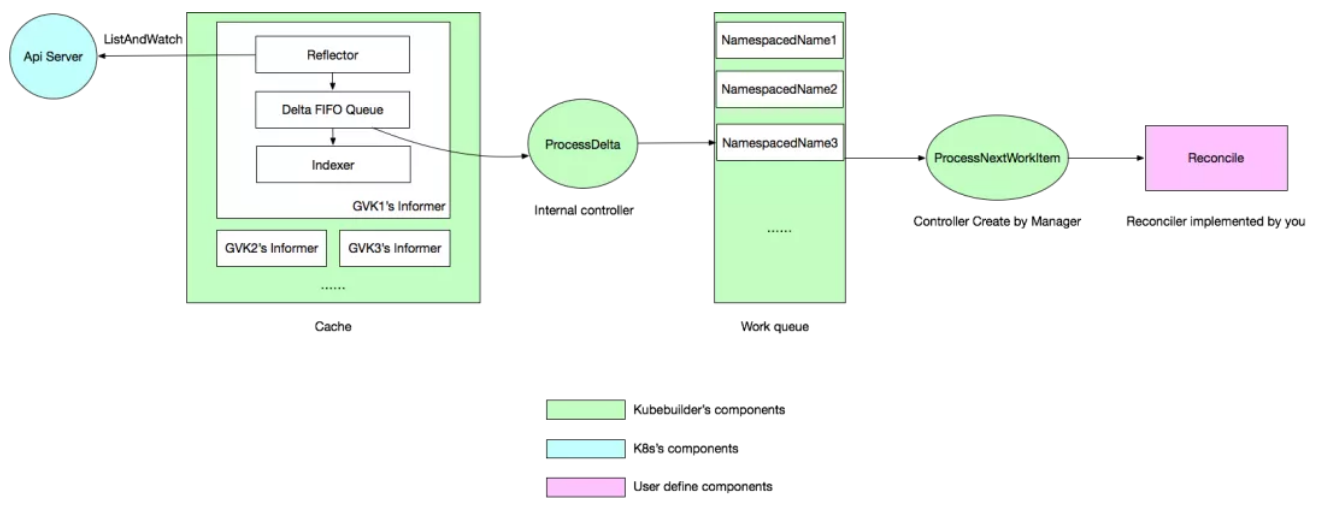 Api Server
ListAndWatch
Reflector
Delta FIFO Queue
Indexer
GVK1's Informer
GVK2's Informer
GVK3's Informer
......
Cache
ProcessDelta
Internal controller
NamespacedName1
NamespacedName2
NamespacedName3
......
Work queue
ProcessNextWorkItem
Controller Create by Manager
Reconcile
Reconciler implemented by you
Kubebuilder's components
K8s's components
User define components